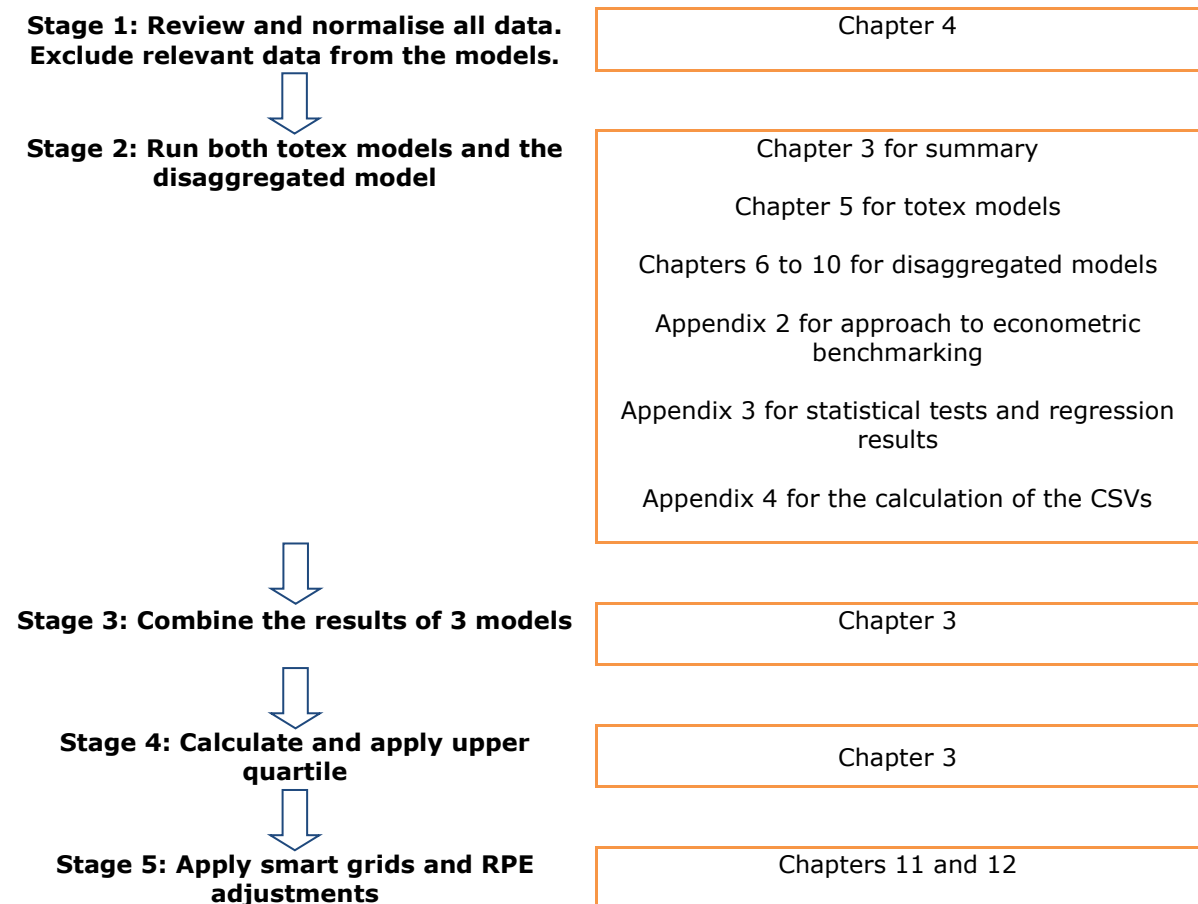 Stage 1: Review and normalise all data.
Exclude relevant data from the models.
Chapter 4
Stage 2: Run both totex models and the
disaggregated model
Chapter 3 for summary
Chapter 5 for totex models
Chapters 6 to 10 for disaggregated models
Appendix 2 for approach to econometric
benchmarking
Appendix 3 for statistical tests and regression
results
Appendix 4 for the calculation of the CSVs
Stage 3: Combine the results of 3 models
Chapter 3
Stage 4: Calculate and apply upper
quartile
Chapter 3
Stage 5: Apply smart grids and RPE
adjustments
Chapters 11 and 12